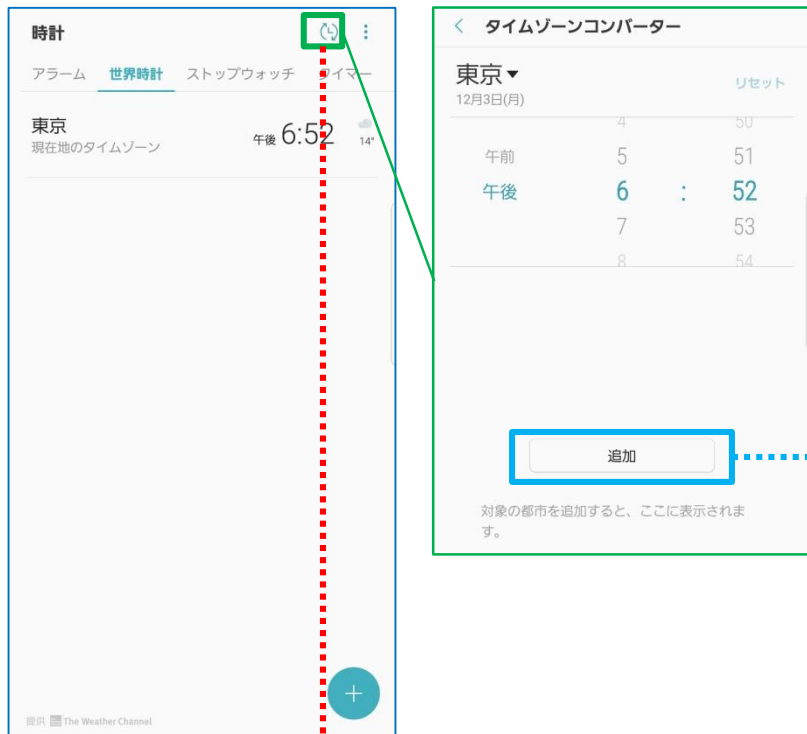 時計
アラーム 世界時計 ストップウォッチ タイマー
東京
現在地のタイムゾーン
午後 6:52
14°
提供 The Weather Channel
タイムゾーンコンバーター
東京▼
12月3日(月)
リセット
4 50
午前 5 51
午後 6 : 52
7 53
8 54
追加
対象の都市を追加すると、ここに表示されま
す。